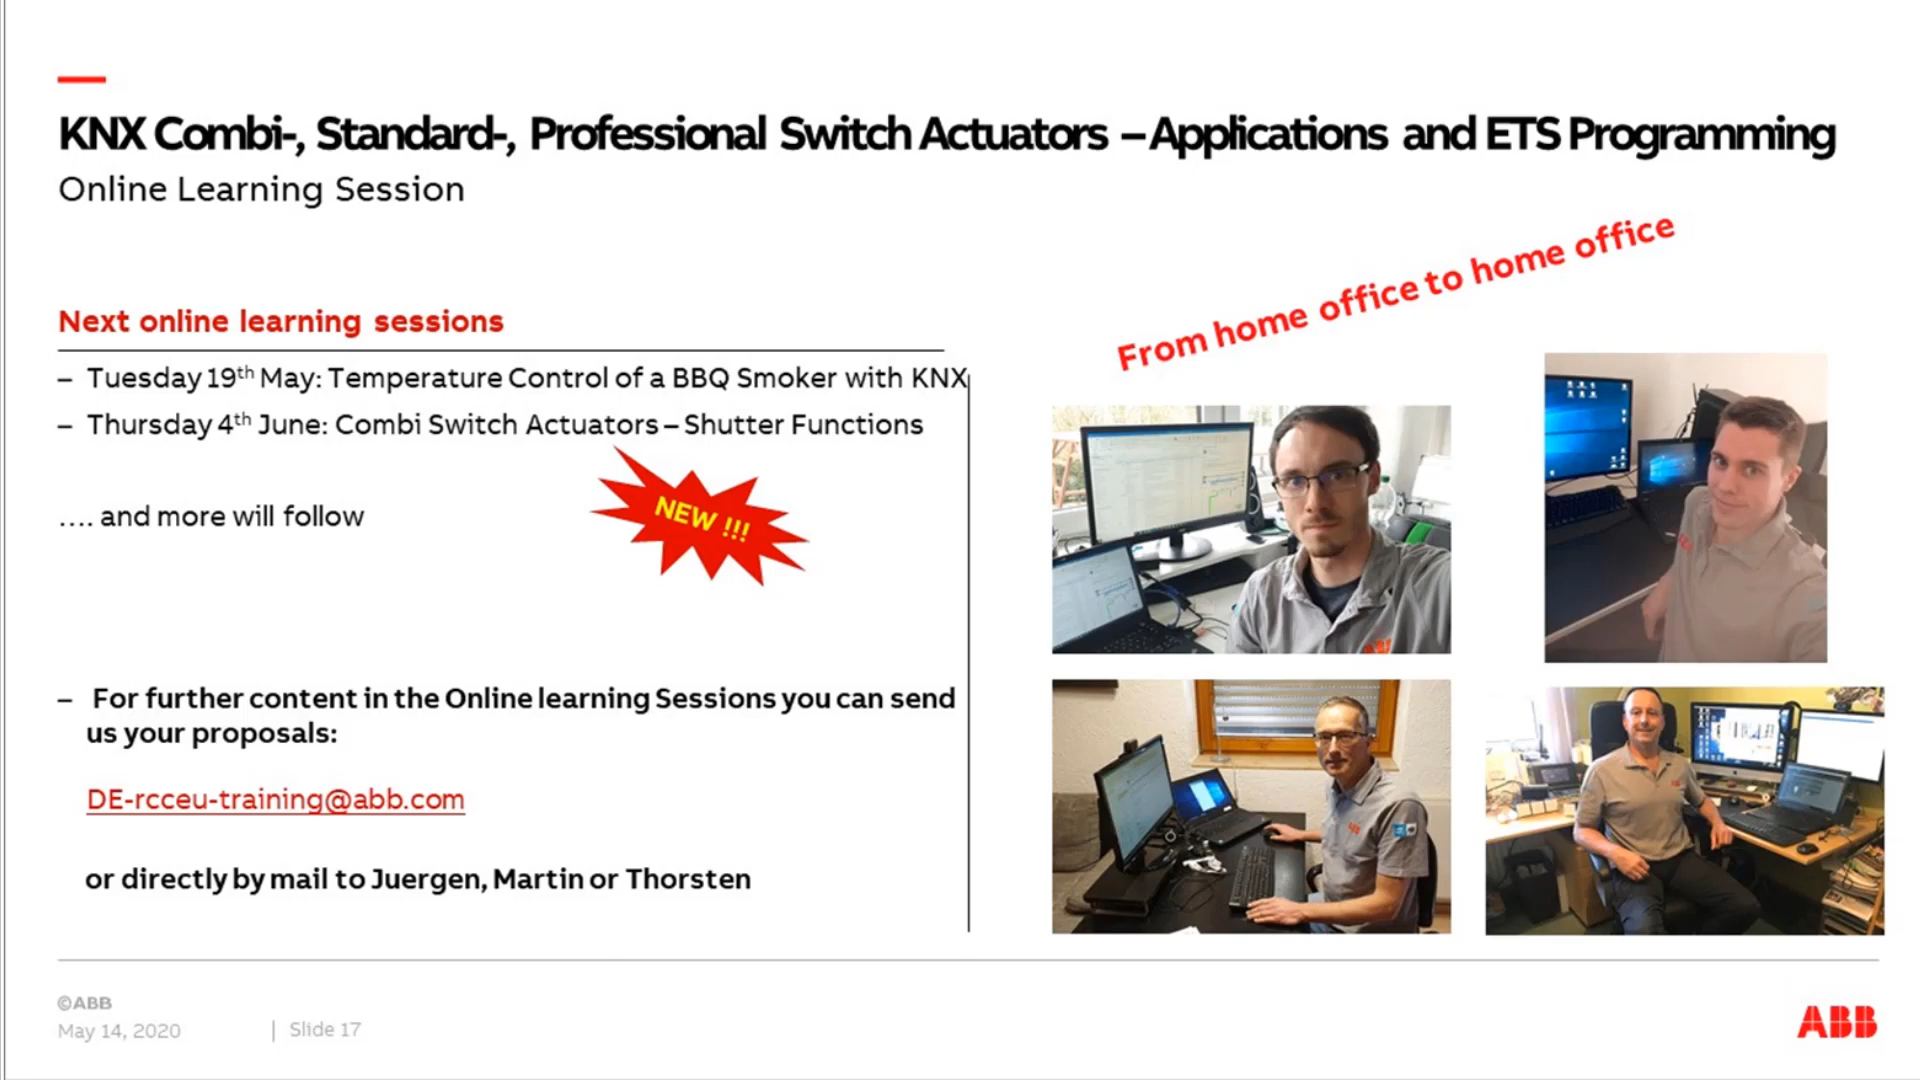 KNX Combi-, Standard-, Professional Switch Actuators – Applications and ETS Programming
Online Learning Session
From home office to home office
Next online learning sessions
– Tuesday 19th May: Temperature Control of a BBQ Smoker with KNX
– Thursday 4th June: Combi Switch Actuators – Shutter Functions
NEW !!!
.... and more will follow
– For further content in the Online learning Sessions you can send
us your proposals:
DE-rcceu-training@abb.com
or directly by mail to Juergen, Martin or Thorsten
©ABB
May 14, 2020 | Slide 17
ABB